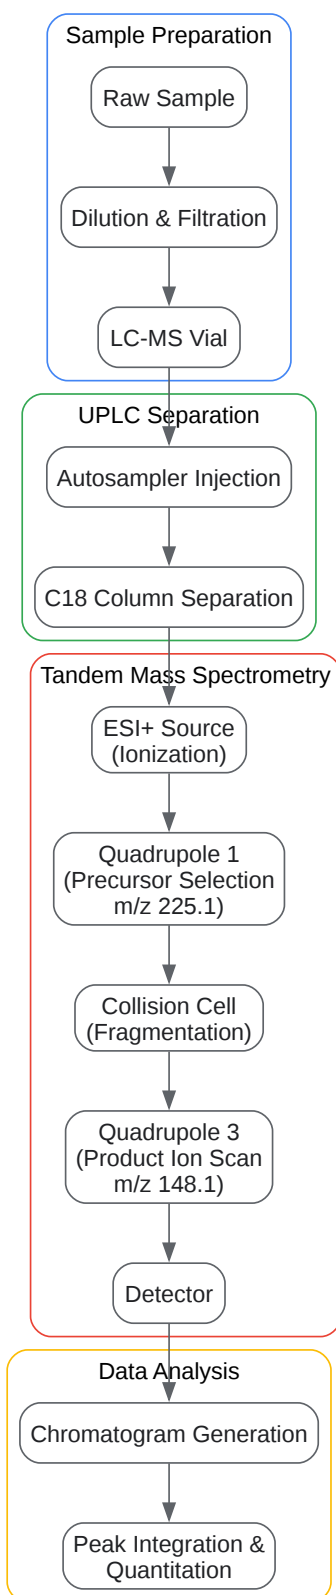 Sample Preparation
Raw Sample
Dilution & Filtration
LC-MS Vial
UPLC Separation
Autosampler Injection
C18 Column Separation
Tandem Mass Spectrometry
ESI+ Source
(Ionization)
Quadrupole 1
(Precursor Selection
m/z 225.1)
Collision Cell
(Fragmentation)
Quadrupole 3
(Product Ion Scan
m/z 148.1)
Detector
Data Analysis
Chromatogram Generation
Peak Integration &
Quantitation